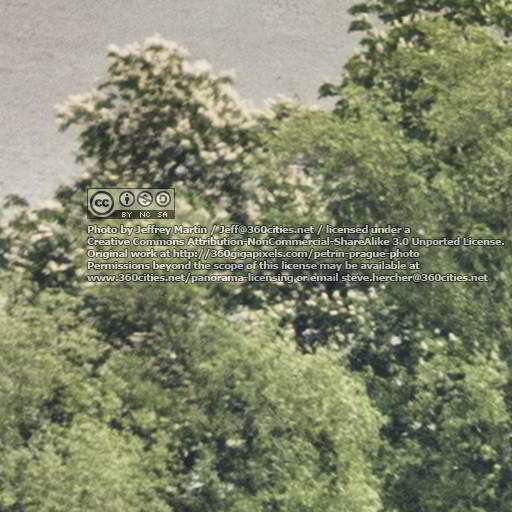 cc BY NC SA
Photo by Jeffrey Martin / Jeff@360cities.net / licensed under a
Creative Commons Attribution-NonCommercial-ShareAlike 3.0 Unported License.
Original work at http://360gigapixels.com/petrin-prague-photo
Permissions beyond the scope of this license may be available at
www.360cities.net/panorama-licensing or email steve.hercher@360cities.net